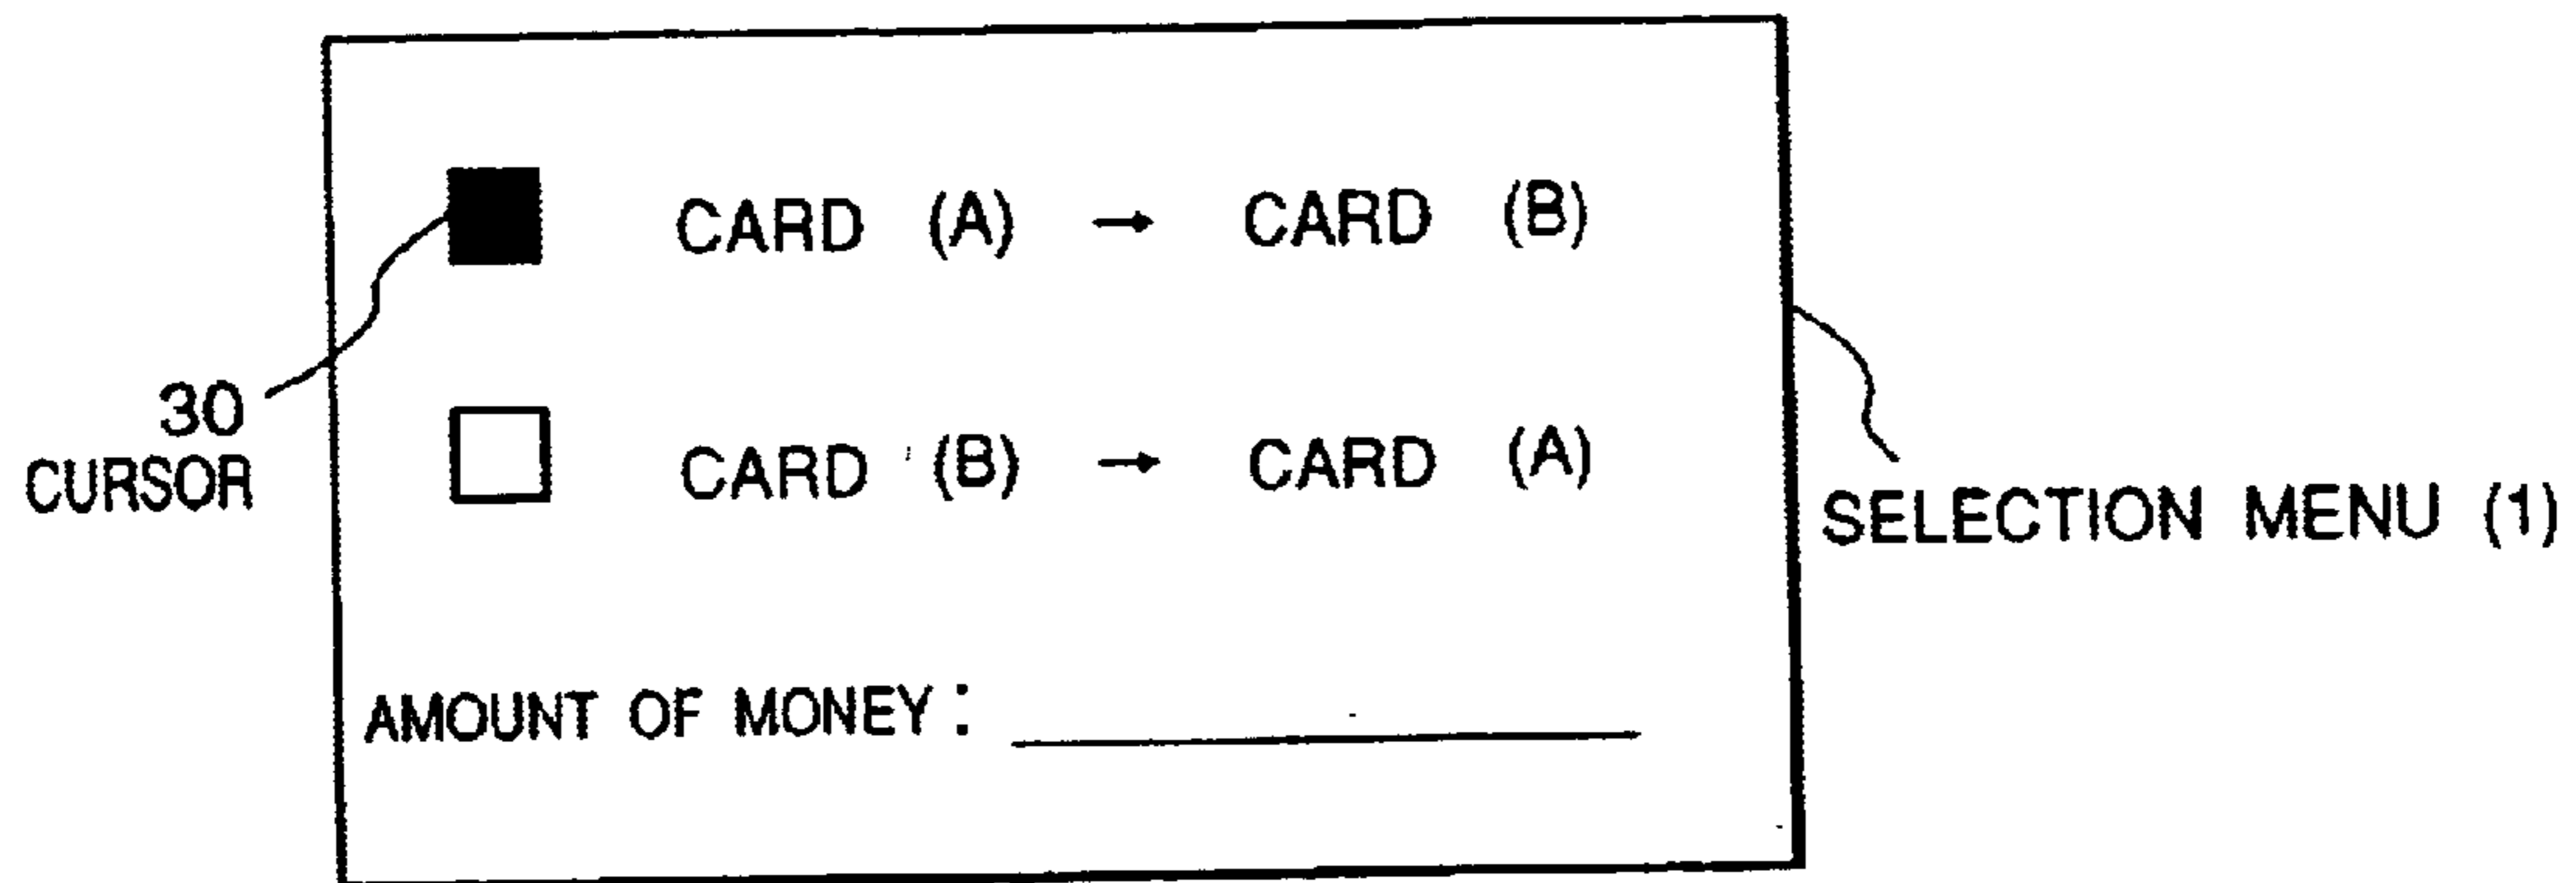 CARD (A) → CARD (B)
30
CURSOR
CARD (B) → CARD (A)
SELECTION MENU (1)
AMOUNT OF MONEY: